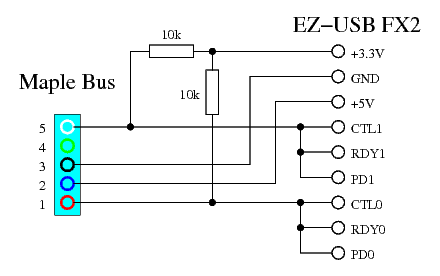 EZ-USB FX2
10k
+3.3V
GND
Maple Bus
10k
+5V
5
CTL1
4
RDY1
3
2
PD1
1
CTL0
RDY0
PD0